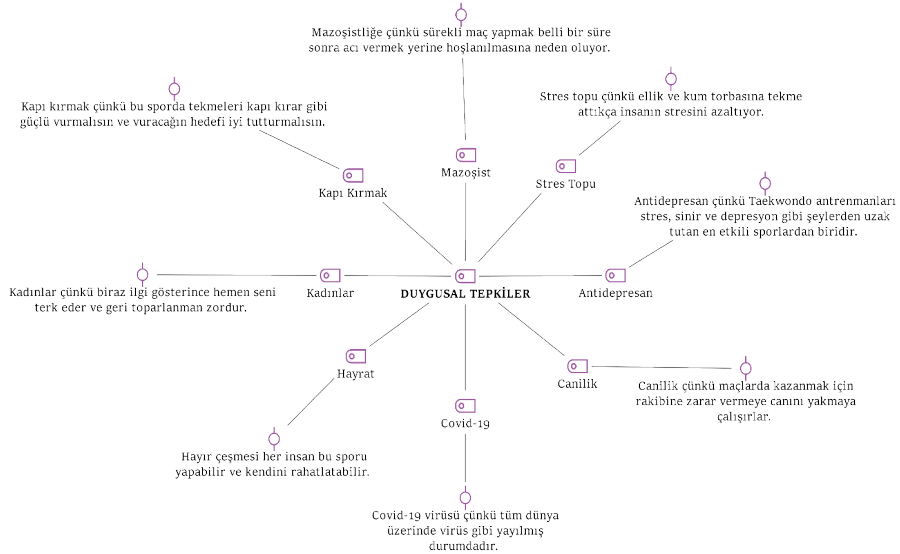 Mazoşistliğe çünkü sürekli maç yapmak belli bir süre
sonra acı vermek yerine hoşlanılmasına neden oluyor.
Kapı kırmak çünkü bu sporda tekmeleri kapı kırar gibi
güçlü vurmalısın ve vuracağın hedefi iyi tutturmalısın.
Stres topu çünkü ellik ve kum torbasına tekme
attıkça insanın stresini azaltıyor.
Mazoşist
Kapı Kırmak
Stres Topu
Antidepresan çünkü Taekwondo antrenmanları
stres, sinir ve depresyon gibi şeylerden uzak
tutan en etkili sporlardan biridir.
Kadınlar çünkü biraz ilgi gösterince hemen seni
terk eder ve geri toparlanman zordur.
Kadınlar
DUYGUSAL TEPKİLER
Antidepresan
Hayrat
Canilik
Canilik çünkü maçlarda kazanmak için
rakibine zarar vermeye canını yakmaya
çalışırlar.
Covid-19
Hayır çeşmesi her insan bu sporu
yapabilir ve kendini rahatlatabilir.
Covid-19 virüsü çünkü tüm dünya
üzerinde virüs gibi yayılmış
durumdadır.